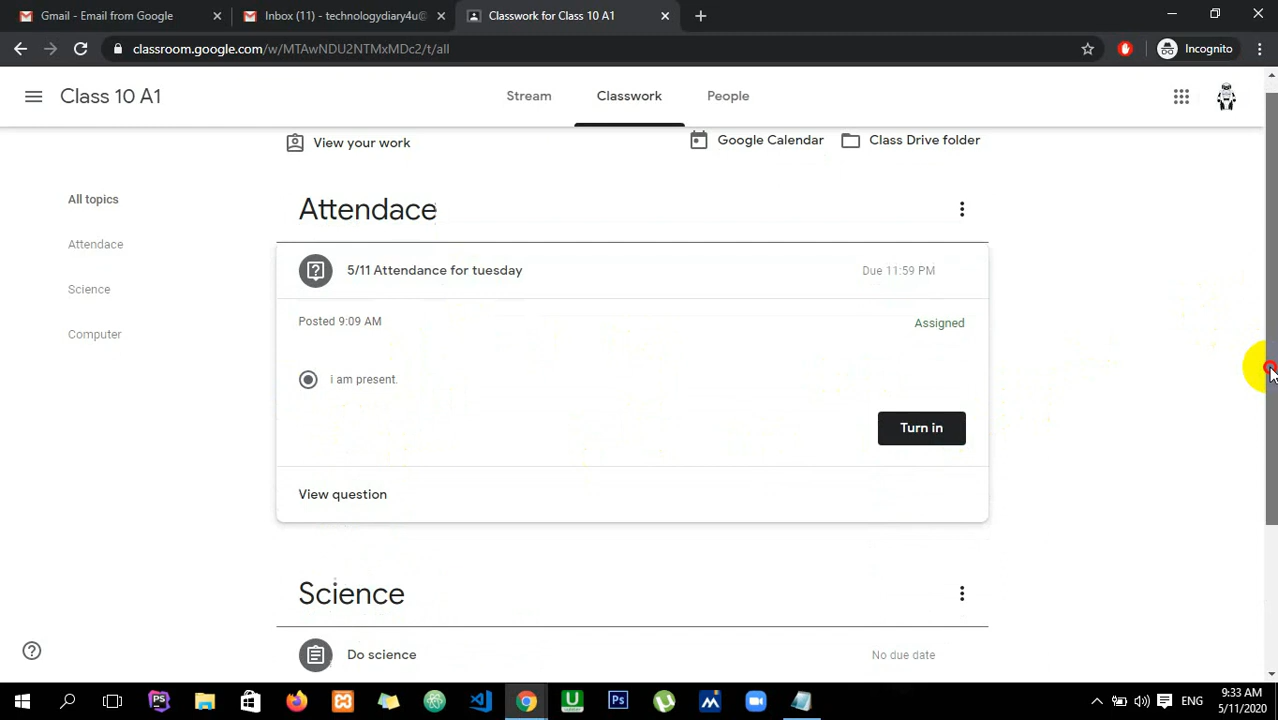 Gmail - Email from Google
Inbox (11) - technologydiary4u@
Classwork for Class 10 A1
classroom.google.com/w/MTAwNDU2NTMxMDc2/t/all
Incognito
Class 10 A1
Stream
Classwork
People
View your work
Google Calendar
Class Drive folder
All topics
Attendace
Science
Computer
Attendace
5/11 Attendance for tuesday
Due 11:59 PM
Posted 9:09 AM
Assigned
i am present.
Turn in
View question
Science
Do science
No due date
ENG
9:33 AM
5/11/2020